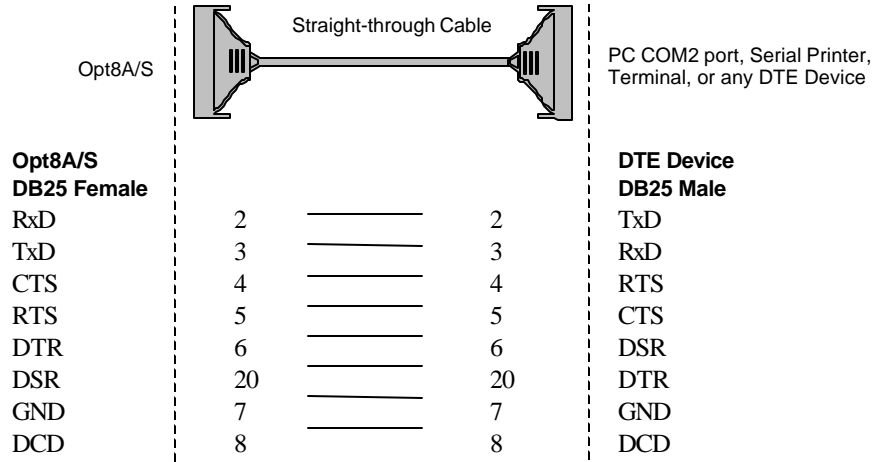 Straight-through Cable
Opt8A/S
PC COM2 port, Serial Printer,
Terminal, or any DTE Device
Opt8A/S DTE Device
DB25 Female DB25 Male
RxD 2 2 TxD
TxD 3 3 RxD
CTS 4 4 RTS
RTS 5 5 CTS
DTR 6 6 DSR
DSR 20 20 DTR
GND 7 7 GND
DCD 8 8 DCD